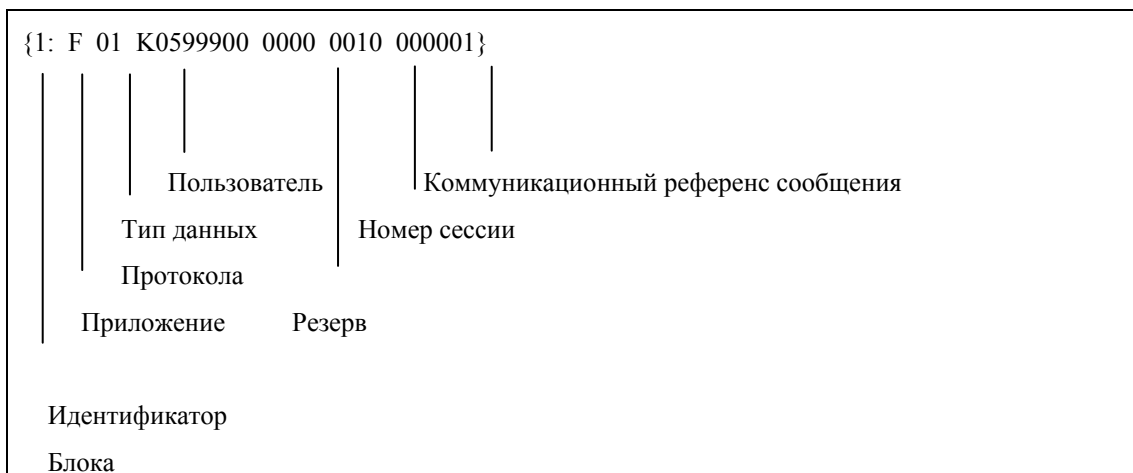 {1: F 01 K0599900 0000 0010 000001}
Пользователь Коммуникационный референс сообщения
Тип данных Номер сессии
Протокола
Приложение Резерв
Идентификатор
Блока